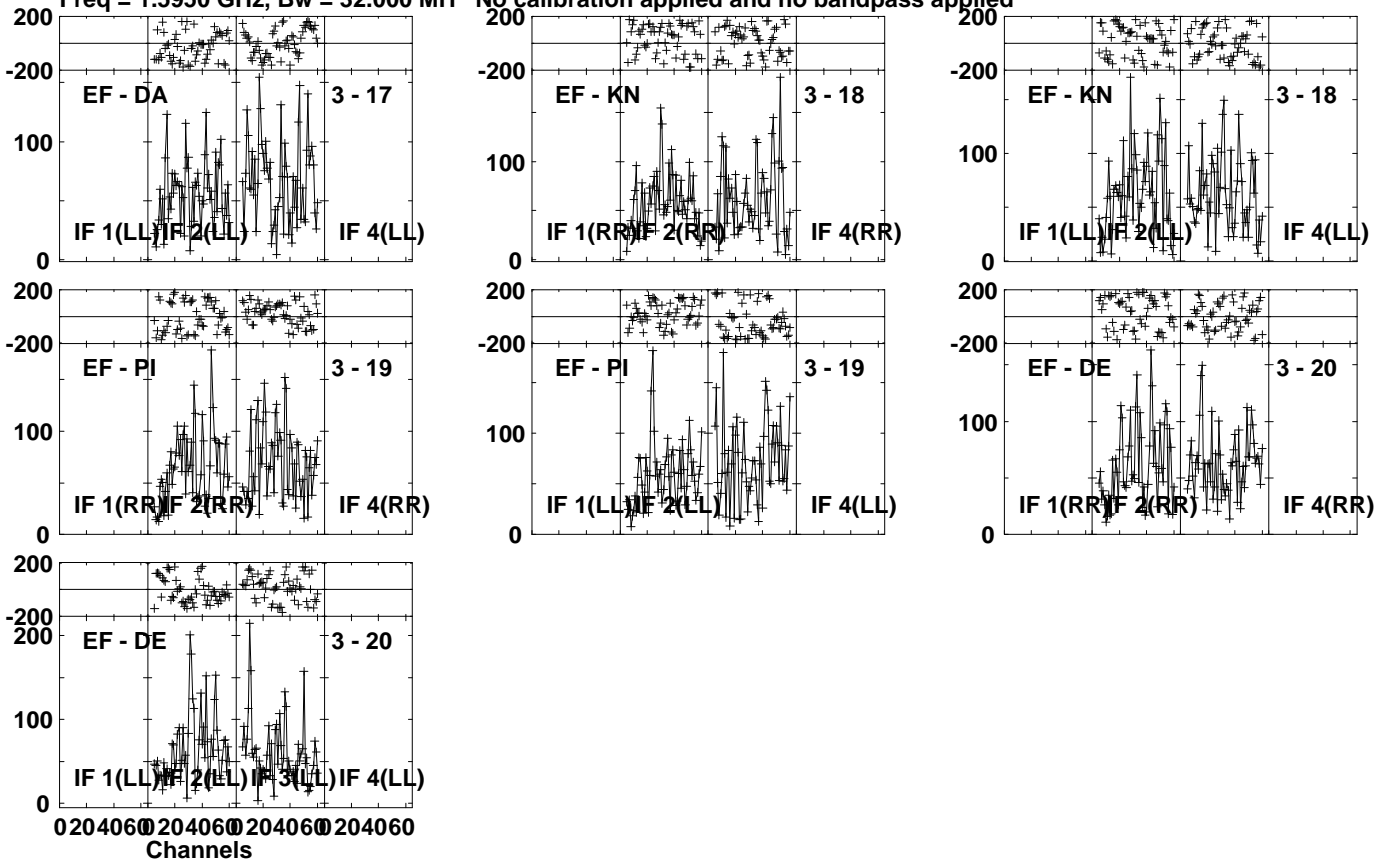 Freq = 1.5950 GHz, Bw = 32.000 MH No calibration applied and no bandpass applied
200
-200
EF - DA 3 - 17
100
IF 1(LL) IF 2(LL) IF 4(LL)
0
200
-200
EF - KN 3 - 18
100
IF 1(RR) IF 2(RR) IF 4(RR)
0
200
-200
EF - KN 3 - 18
100
IF 1(LL) IF 2(LL) IF 4(LL)
0
200
-200
EF - PI 3 - 19
100
IF 1(RR) IF 2(RR) IF 4(RR)
0
200
-200
EF - PI 3 - 19
100
IF 1(LL) IF 2(LL) IF 4(LL)
0
200
-200
EF - DE 3 - 20
100
IF 1(RR) IF 2(RR) IF 4(RR)
0
200
-200
200
EF - DE 3 - 20
100
IF 1(LL) IF 2(LL) IF 3(LL) IF 4(LL)
0
0 20 40 60 0 20 40 60 0 20 40 60 0 20 40 60
Channels